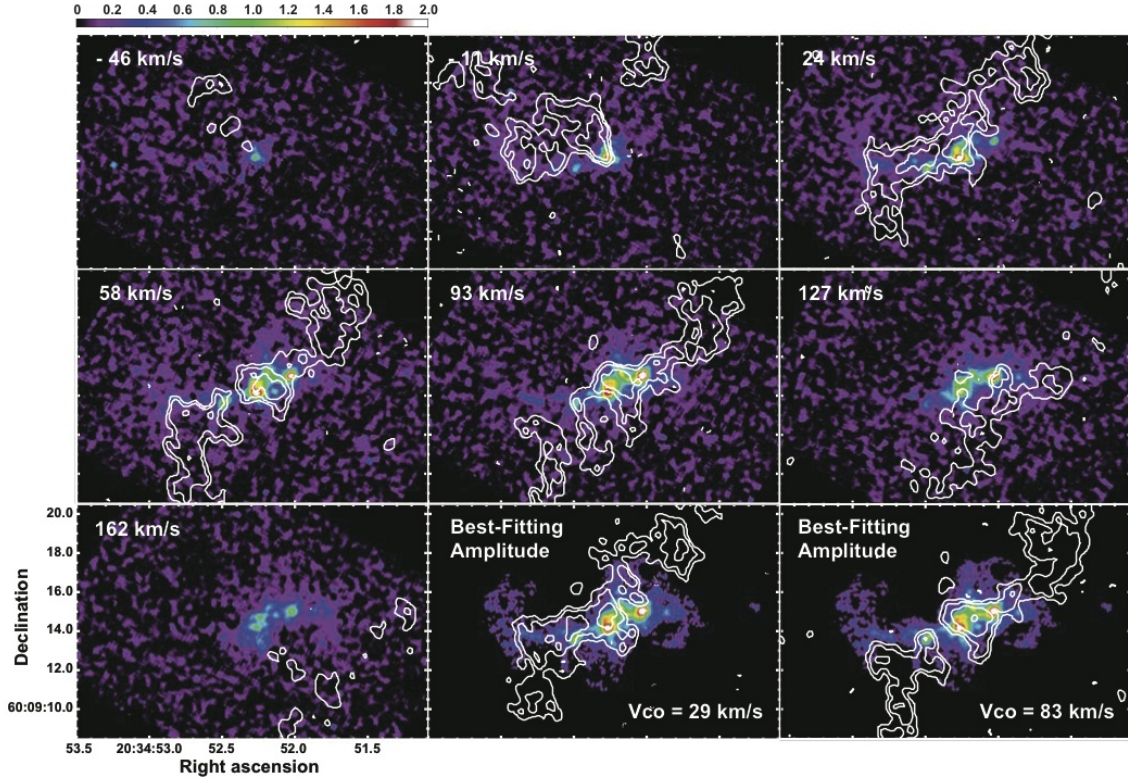 0 0.2 0.4 0.6 0.8 1.0 1.2 1.4 1.6 1.8 2.0
- 46 km/s
- 11 km/s
24 km/s
58 km/s
93 km/s
127 km/s
162 km/s
Best-Fitting
Amplitude
Vco = 29 km/s
Best-Fitting
Amplitude
Vco = 83 km/s
20.0
18.0
16.0
14.0
12.0
60:09:10.0
Declination
53.5 20:34:53.0 52.5 52.0 51.5
Right ascension